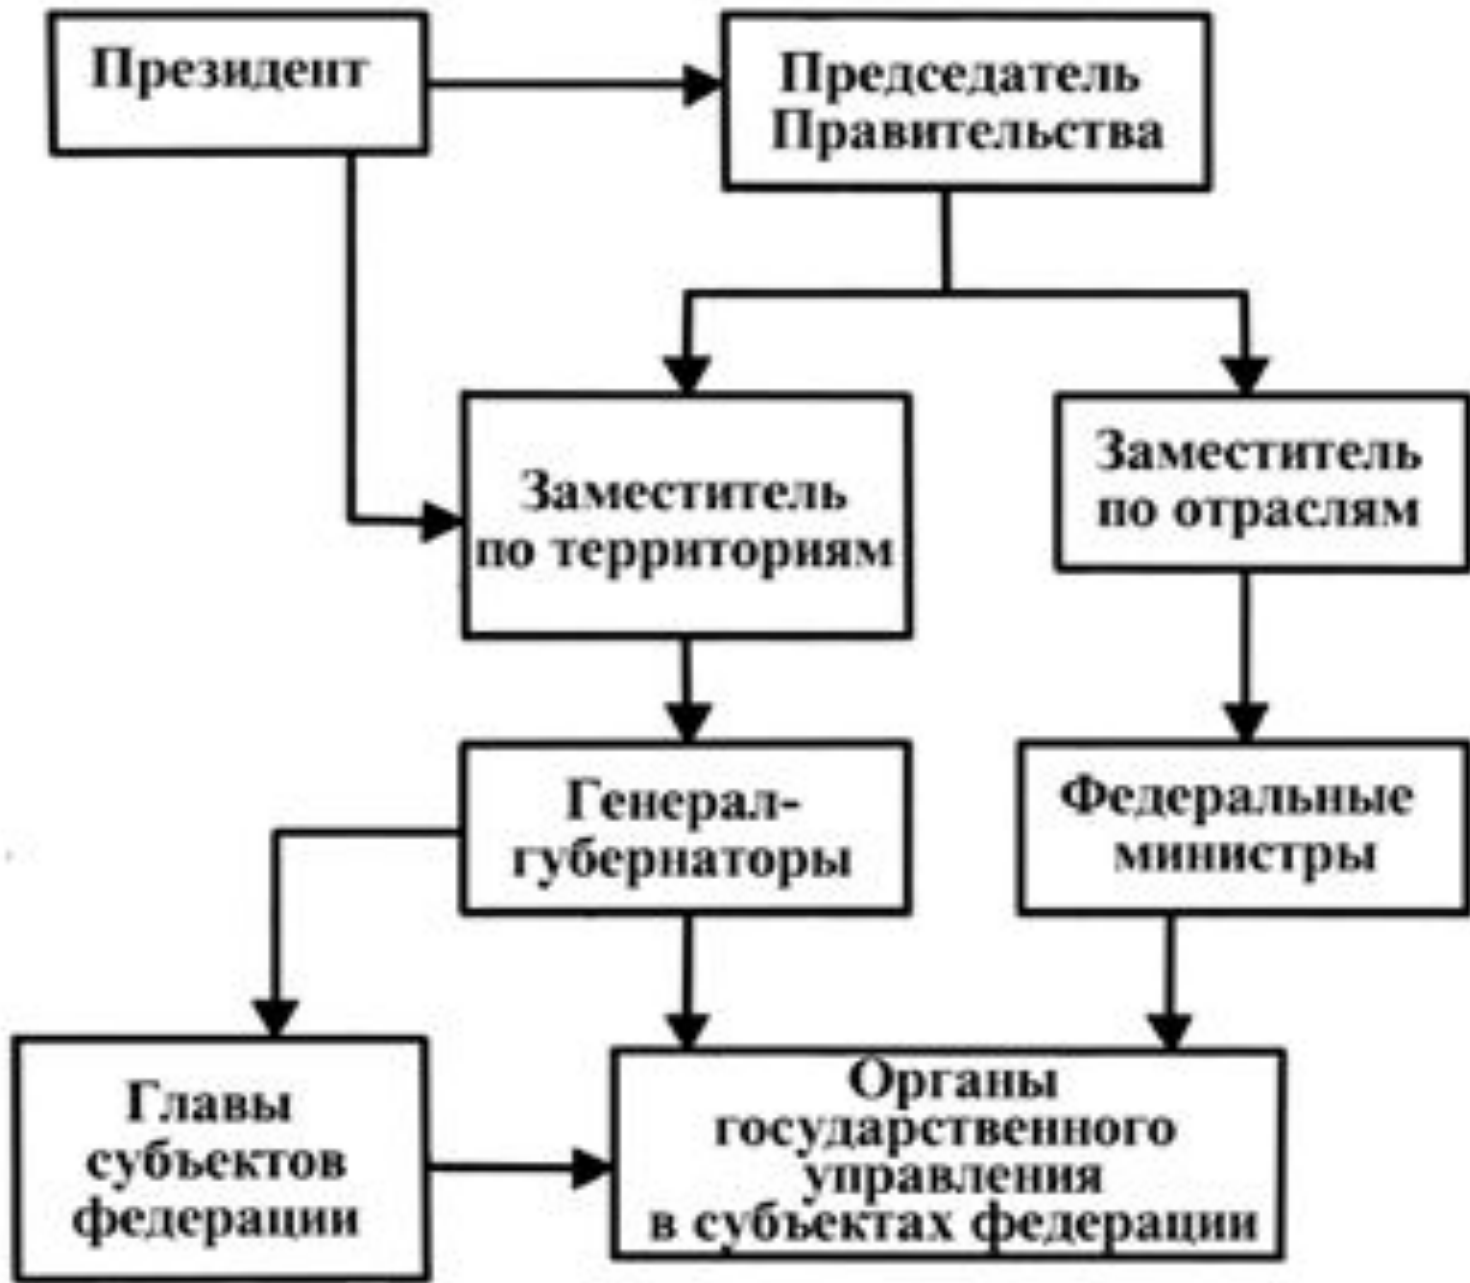 Президент
Председатель
Правительства
Заместитель
по территориям
Заместитель
по отраслям
Генерал-
губернаторы
Федеральные
министры
Главы
субъектов
федерации
Органы
государственного
управления
в субъектах федерации